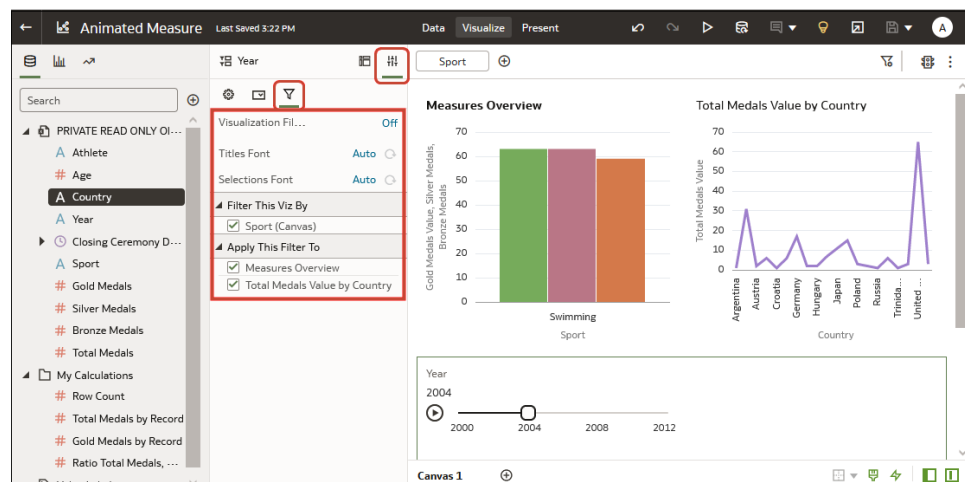 Animated Measure Last Saved 3:22 PM Data Visualize Present A
Year Sport
Search
PRIVATE READ ONLY Ol...
A Athlete
# Age
A Country
A Year
Closing Ceremony D...
A Sport
# Gold Medals
# Silver Medals
# Bronze Medals
# Total Medals
My Calculations
# Row Count
# Total Medals by Record
# Gold Medals by Record
# Ratio Total Medals, ...
Visualization Fil... Off
Titles Font Auto
Selections Font Auto
Filter This Viz By
Sport (Canvas)
Apply This Filter To
Measures Overview
Total Medals Value by Country
Measures Overview
Gold Medals Value, Silver Medals,
Bronze Medals
70
60
50
40
30
20
10
0
Swimming
Sport
Total Medals Value by Country
Total Medals Value
70
60
50
40
30
20
10
0
Argentina
Austria
Croatia
Germany
Hungary
Japan
Poland
Russia
Trinida...
United ...
Country
Year
2004
2000 2004 2008 2012
Canvas 1